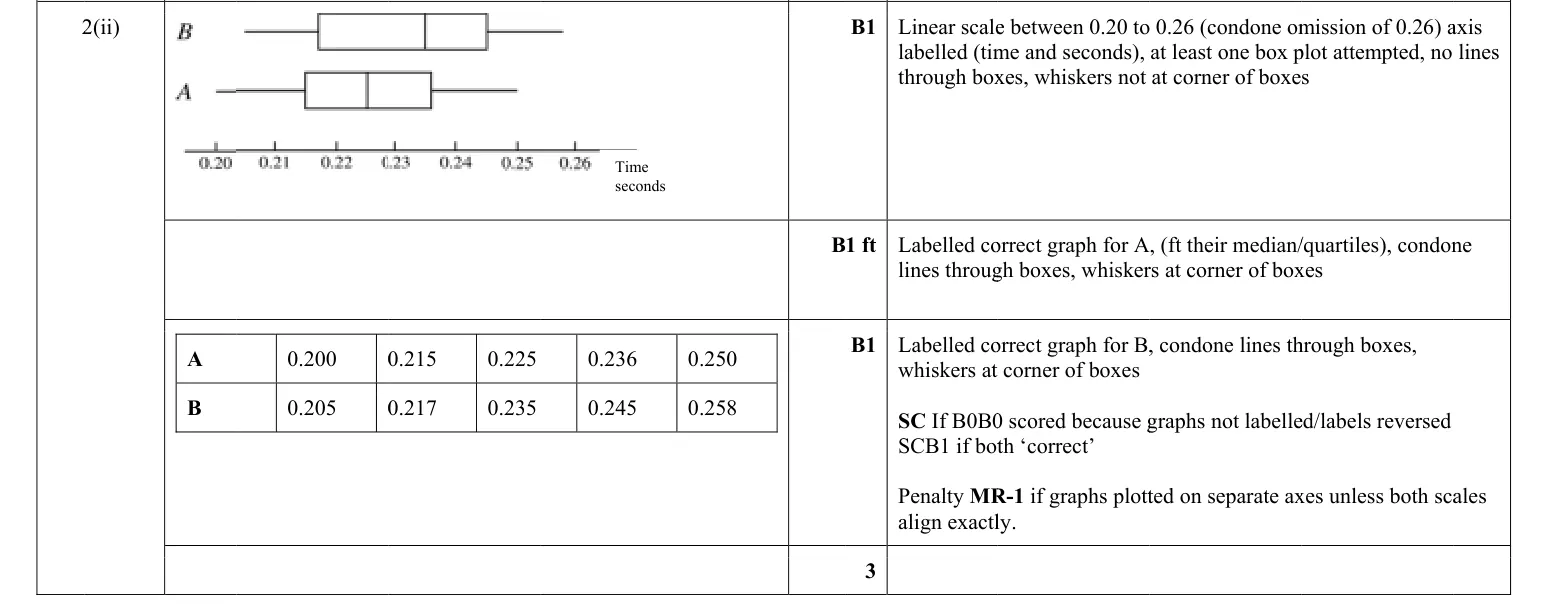 2(ii)
B
A
0.20 0.21 0.22 0.23 0.24 0.25 0.26
Time
seconds
B1
Linear scale between 0.20 to 0.26 (condone omission of 0.26) axis
labelled (time and seconds), at least one box plot attempted, no lines
through boxes, whiskers not at corner of boxes
B1 ft
Labelled correct graph for A, (ft their median/quartiles), condone
lines through boxes, whiskers at corner of boxes
A 0.200 0.215 0.225 0.236 0.250
B 0.205 0.217 0.235 0.245 0.258
B1
Labelled correct graph for B, condone lines through boxes,
whiskers at corner of boxes
SC If B0B0 scored because graphs not labelled/labels reversed
SCB1 if both ‘correct’
Penalty MR-1 if graphs plotted on separate axes unless both scales
align exactly.
3